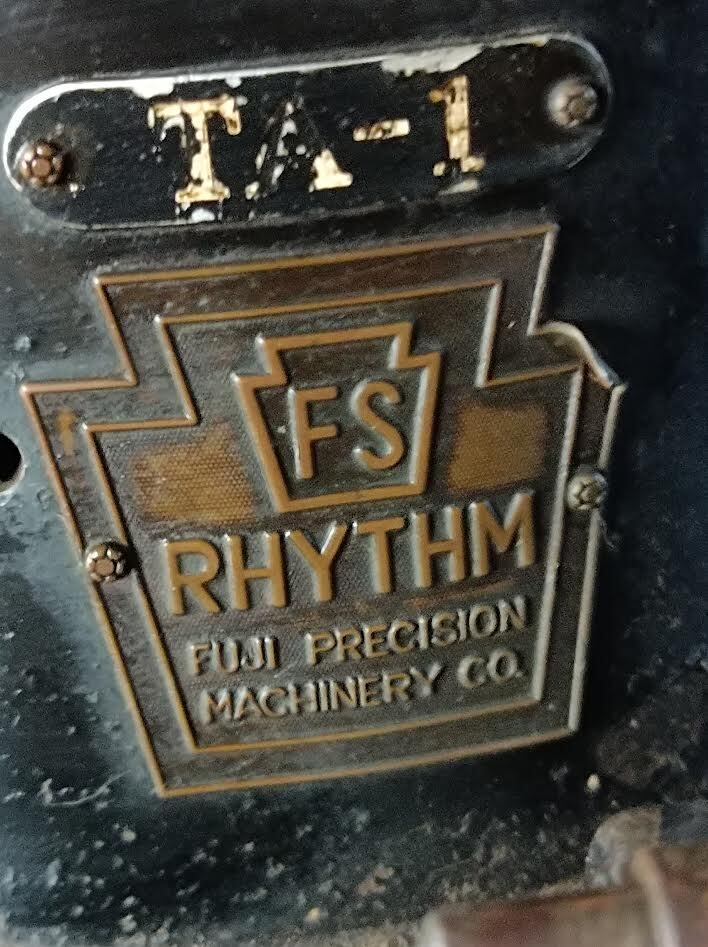 TA-1
FS
RHYTHM
FUJI PRECISION
MACHINERY CO.